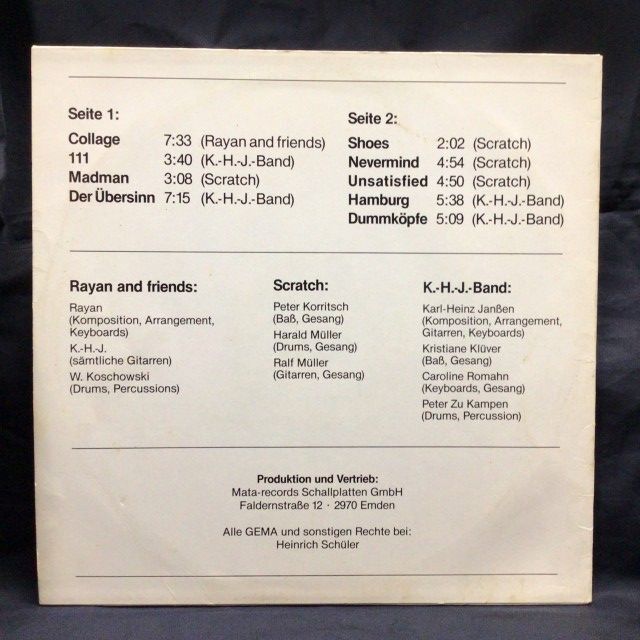 Seite 1:
Collage 7:33 (Rayan and friends)
111 3:40 (K.-H.-J.-Band)
Madman 3:08 (Scratch)
Der Übersinn 7:15 (K.-H.-J.-Band)
Seite 2:
Shoes 2:02 (Scratch)
Nevermind 4:54 (Scratch)
Unsatisfied 4:50 (Scratch)
Hamburg 5:38 (K.-H.-J.-Band)
Dummköpfe 5:09 (K.-H.-J.-Band)
Rayan and friends:
Rayan
(Komposition, Arrangement,
Keyboards)
K.-H.-J.
(sämtliche Gitarren)
W. Koschowski
(Drums, Percussions)
Scratch:
Peter Korritsch
(Baß, Gesang)
Harald Müller
(Drums, Gesang)
Ralf Müller
(Gitarren, Gesang)
K.-H.-J.-Band:
Karl-Heinz Janßen
(Komposition, Arrangement,
Gitarren, Keyboards)
Kristiane Klüver
(Baß, Gesang)
Caroline Romahn
(Keyboards, Gesang)
Peter Zu Kampen
(Drums, Percussion)
Produktion und Vertrieb:
Mata-records Schallplatten GmbH
Faldernstraße 12 · 2970 Emden
Alle GEMA und sonstigen Rechte bei:
Heinrich Schüler